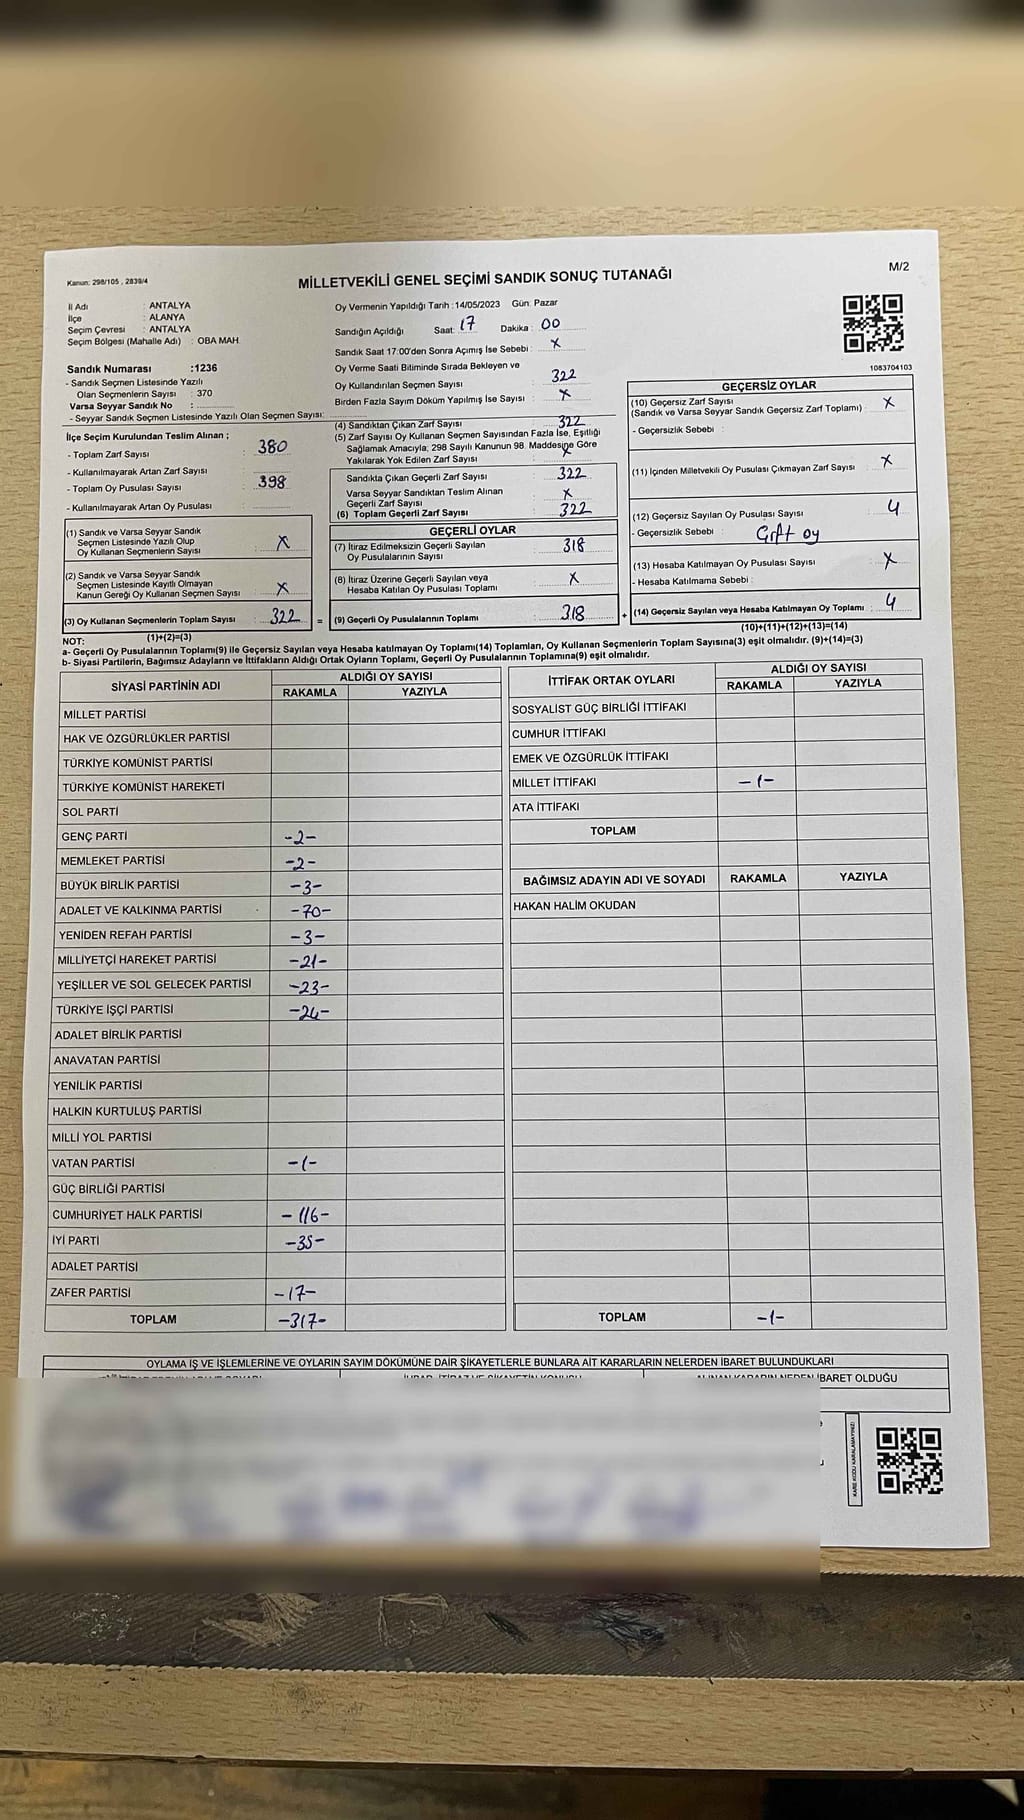 Kanun: 298/105 , 2839/4
MİLLETVEKİLİ GENEL SEÇİMİ SANDIK SONUÇ TUTANAĞI
M/2
İl Adı : ANTALYA
İlçe : ALANYA
Seçim Çevresi : ANTALYA
Seçim Bölgesi (Mahalle Adı) : OBA MAH.
Sandık Numarası :1236
- Sandık Seçmen Listesinde Yazılı
Olan Seçmenlerin Sayısı : 370
Varsa Seyyar Sandık No :
- Seyyar Sandık Seçmen Listesinde Yazılı Olan Seçmen Sayısı:
İlçe Seçim Kurulundan Teslim Alınan ;
- Toplam Zarf Sayısı : 380
- Kullanılmayarak Artan Zarf Sayısı :
- Toplam Oy Pusulası Sayısı : 398
- Kullanılmayarak Artan Oy Pusulası
(1) Sandık ve Varsa Seyyar Sandık
Seçmen Listesinde Yazılı Olup
Oy Kullanan Seçmenlerin Sayısı : X
(2) Sandık ve Varsa Seyyar Sandık
Seçmen Listesinde Kayıtlı Olmayan
Kanun Gereği Oy Kullanan Seçmen Sayısı : X
(3) Oy Kullanan Seçmenlerin Toplam Sayısı : 322 =
(1)+(2)=(3)
Oy Vermenin Yapıldığı Tarih :14/05/2023 Gün: Pazar
Sandığın Açıldığı Saat: 17 Dakika : 00
Sandık Saat 17:00'den Sonra Açımış İse Sebebi : X
Oy Verme Saati Bitiminde Sırada Bekleyen ve
Oy Kullandırılan Seçmen Sayısı : 322
Birden Fazla Sayım Döküm Yapılmış İse Sayısı : X
(4) Sandıktan Çıkan Zarf Sayısı : 322
(5) Zarf Sayısı Oy Kullanan Seçmen Sayısından Fazla İse, Eşitliği
Sağlamak Amacıyla; 298 Sayılı Kanunun 98. Maddesine Göre
Yakılarak Yok Edilen Zarf Sayısı : X
Sandıkta Çıkan Geçerli Zarf Sayısı : 322
Varsa Seyyar Sandıktan Teslim Alınan
Geçerli Zarf Sayısı : X
(6) Toplam Geçerli Zarf Sayısı : 322
GEÇERLİ OYLAR
(7) İtiraz Edilmeksizin Geçerli Sayılan
Oy Pusulalarının Sayısı : 318
(8) İtiraz Üzerine Geçerli Sayılan veya
Hesaba Katılan Oy Pusulası Toplamı : X
(9) Geçerli Oy Pusulalarının Toplamı : 318 +
1083704103
GEÇERSİZ OYLAR
(10) Geçersiz Zarf Sayısı : X
(Sandık ve Varsa Seyyar Sandık Geçersiz Zarf Toplamı)
- Geçersizlik Sebebi :
(11) İçinden Milletvekili Oy Pusulası Çıkmayan Zarf Sayısı : X
(12) Geçersiz Sayılan Oy Pusulası Sayısı : 4
- Geçersizlik Sebebi : oy
(13) Hesaba Katılmayan Oy Pusulası Sayısı : X
- Hesaba Katılmama Sebebi :
(14) Geçersiz Sayılan veya Hesaba Katılmayan Oy Toplamı : 4
(10)+(11)+(12)+(13)=(14)
NOT:
a- Geçerli Oy Pusulalarının Toplamı(9) ile Geçersiz Sayılan veya Hesaba katılmayan Oy Toplamı(14) Toplamları, Oy Kullanan Seçmenlerin Toplam Sayısına(3) eşit olmalıdır. (9)+(14)=(3)
b- Siyasi Partilerin, Bağımsız Adayların ve İttifakların Aldığı Ortak Oyların Toplamı, Geçerli Oy Pusulalarının Toplamına(9) eşit olmalıdır.
SİYASİ PARTİNİN ADI ALDIĞI OY SAYISI
RAKAMLA YAZIYLA
MİLLET PARTİSİ
HAK VE ÖZGÜRLÜKLER PARTİSİ
TÜRKİYE KOMÜNİST PARTİSİ
TÜRKİYE KOMÜNİST HAREKETİ
SOL PARTİ
GENÇ PARTİ -2-
MEMLEKET PARTİSİ -2-
BÜYÜK BİRLİK PARTİSİ -3-
ADALET VE KALKINMA PARTİSİ -70-
YENİDEN REFAH PARTİSİ -3-
MİLLİYETÇİ HAREKET PARTİSİ -21-
YEŞİLLER VE SOL GELECEK PARTİSİ -23-
TÜRKİYE İŞÇİ PARTİSİ -24-
ADALET BİRLİK PARTİSİ
ANAVATAN PARTİSİ
YENİLİK PARTİSİ
HALKIN KURTULUŞ PARTİSİ
MİLLİ YOL PARTİSİ
VATAN PARTİSİ -1-
GÜÇ BİRLİĞİ PARTİSİ
CUMHURİYET HALK PARTİSİ -116-
İYİ PARTİ -35-
ADALET PARTİSİ
ZAFER PARTİSİ -17-
TOPLAM -317-
İTTİFAK ORTAK OYLARI ALDIĞI OY SAYISI
RAKAMLA YAZIYLA
SOSYALİST GÜÇ BİRLİĞİ İTTİFAKI
CUMHUR İTTİFAKI
EMEK VE ÖZGÜRLÜK İTTİFAKI
MİLLET İTTİFAKI -1-
ATA İTTİFAKI
TOPLAM
BAĞIMSIZ ADAYIN ADI VE SOYADI RAKAMLA YAZIYLA
HAKAN HALİM OKUDAN
TOPLAM -1-
OYLAMA İŞ VE İŞLEMLERİNE VE OYLARIN SAYIM DÖKÜMÜNE DAİR ŞİKAYETLERLE BUNLARA AİT KARARLARIN NELERDEN İBARET BULUNDUKLARI
İBARET OLDUĞU
KARE KODU KARALAMAYINIZ!